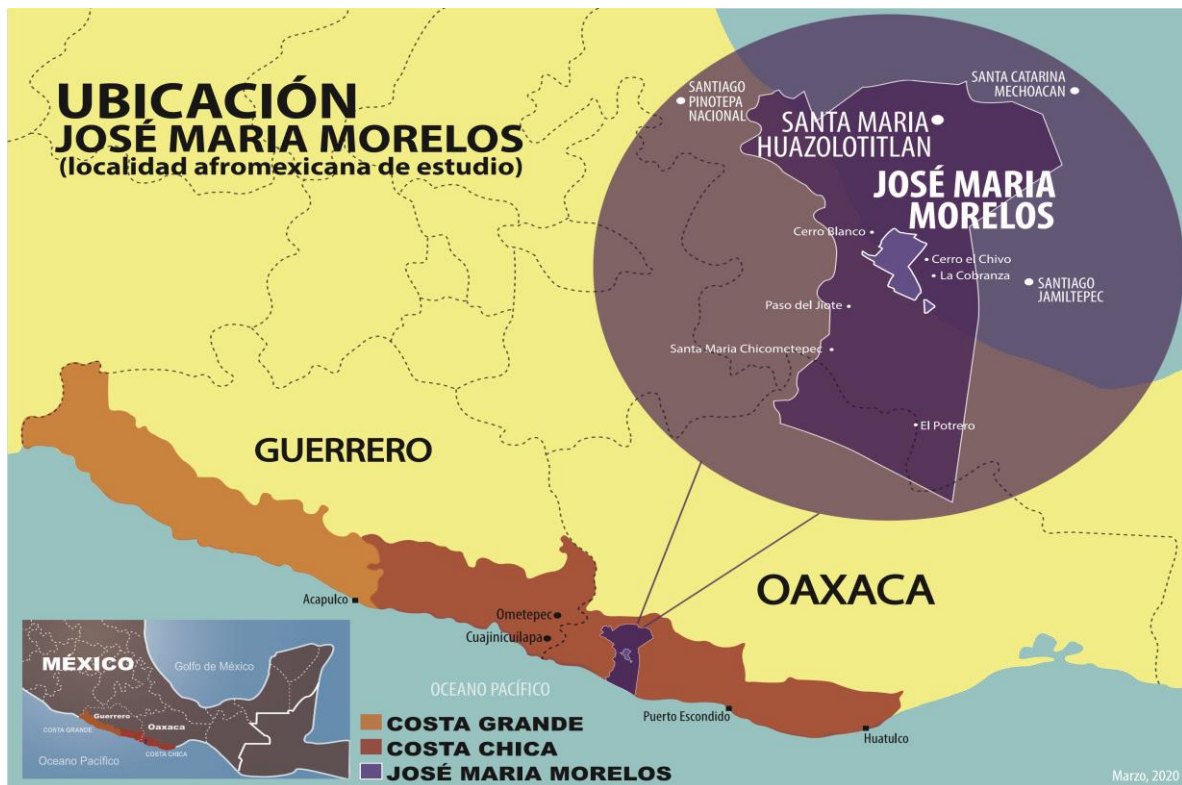 UBICACIÓN
JOSÉ MARIA MORELOS
(localidad afromexicana de estudio)
SANTIAGO
PINOTEPA
NACIONAL
SANTA CATARINA
MECHOACAN
SANTA MARIA
HUAZOLOTITLAN
JOSÉ MARIA
MORELOS
Cerro Blanco
Cerro el Chivo
La Cobranza
SANTIAGO
JAMILTEPEC
Paso del Jiote
Santa Maria Chicometepec
El Potrero
GUERRERO
OAXACA
Acapulco
Ometepec
Cuajinicuilapa
OCEANO PACÍFICO
Puerto Escondido
Huatulco
MÉXICO
Golfo de México
Guerrero
Oaxaca
COSTA GRANDE
COSTA CHICA
Oceano Pacífico
COSTA GRANDE
COSTA CHICA
JOSÉ MARIA MORELOS
Marzo, 2020